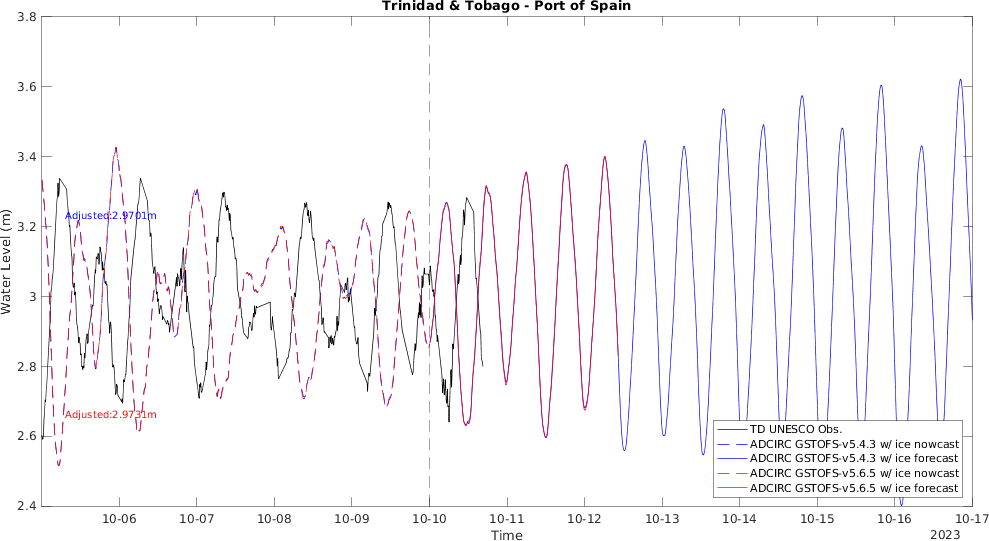 Trinidad & Tobago - Port of Spain
3.8
3.6
3.4
3.2
3
2.8
2.6
2.4
Water Level (m)
Adjusted:2.9701m
Adjusted:2.9731m
TD UNESCO Obs.
ADCIRC GSTOFS-v5.4.3 w/ ice nowcast
ADCIRC GSTOFS-v5.4.3 w/ ice forecast
ADCIRC GSTOFS-v5.6.5 w/ ice nowcast
ADCIRC GSTOFS-v5.6.5 w/ ice forecast
10-06 10-07 10-08 10-09 10-10 10-11 10-12 10-13 10-14 10-15 10-16 10-17
Time
2023